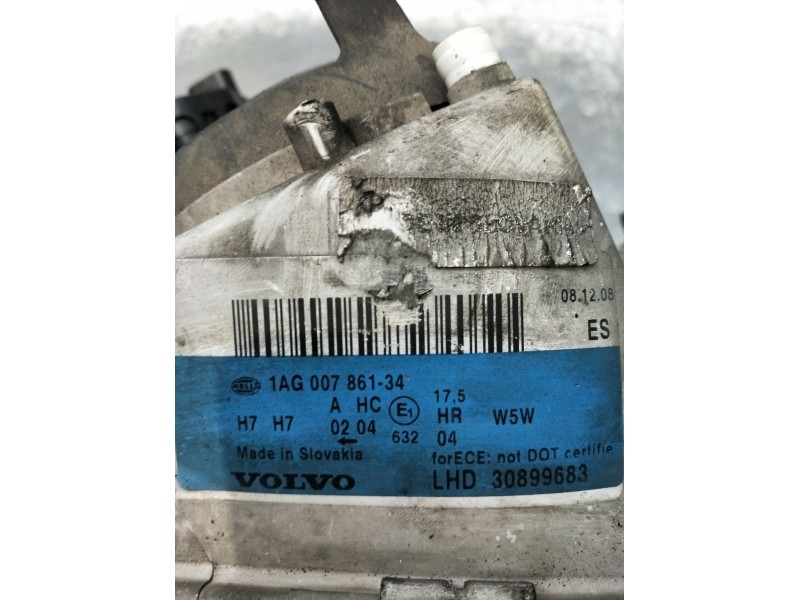 08.12.08
ES
HELLA 1AG 007 861-34
17,5
A HC E1 HR W5W
H7 H7 02 04 632 04
Made in Slovakia forECE: not DOT certifie
VOLVO LHD 30899683